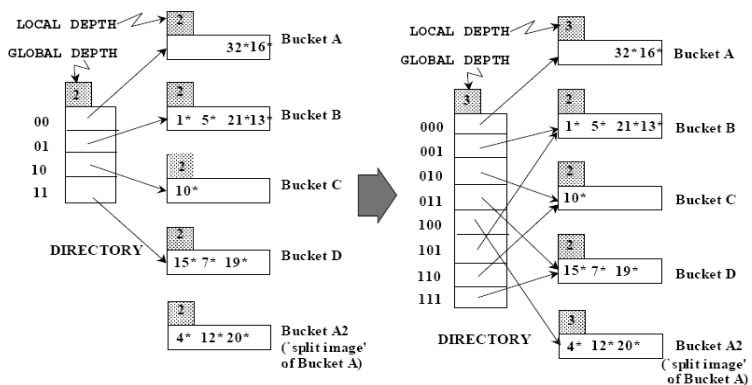 LOCAL DEPTH
GLOBAL DEPTH
2
32*16*
Bucket A
2
2
1* 5* 21*13*
Bucket B
00
01
10
11
2
10*
Bucket C
2
15* 7* 19*
Bucket D
DIRECTORY
2
4* 12*20*
Bucket A2
(`split image'
of Bucket A)
LOCAL DEPTH
GLOBAL DEPTH
3
32*16*
Bucket A
3
2
1* 5* 21*13*
Bucket B
000
001
010
011
100
101
110
111
2
10*
Bucket C
2
15* 7* 19*
Bucket D
DIRECTORY
3
4* 12*20*
Bucket A2
(`split image'
of Bucket A)